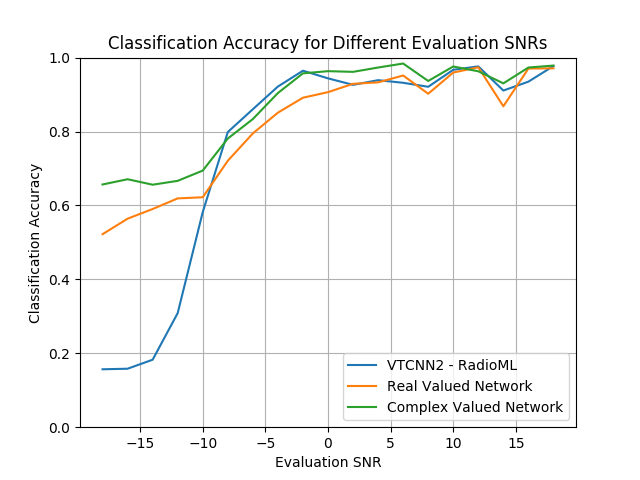 Classification Accuracy for Different Evaluation SNRs
1.0
0.8
0.6
0.4
0.2
0.0
Classification Accuracy
VTCNN2 - RadioML
Real Valued Network
Complex Valued Network
−15 −10 −5 0 5 10 15
Evaluation SNR